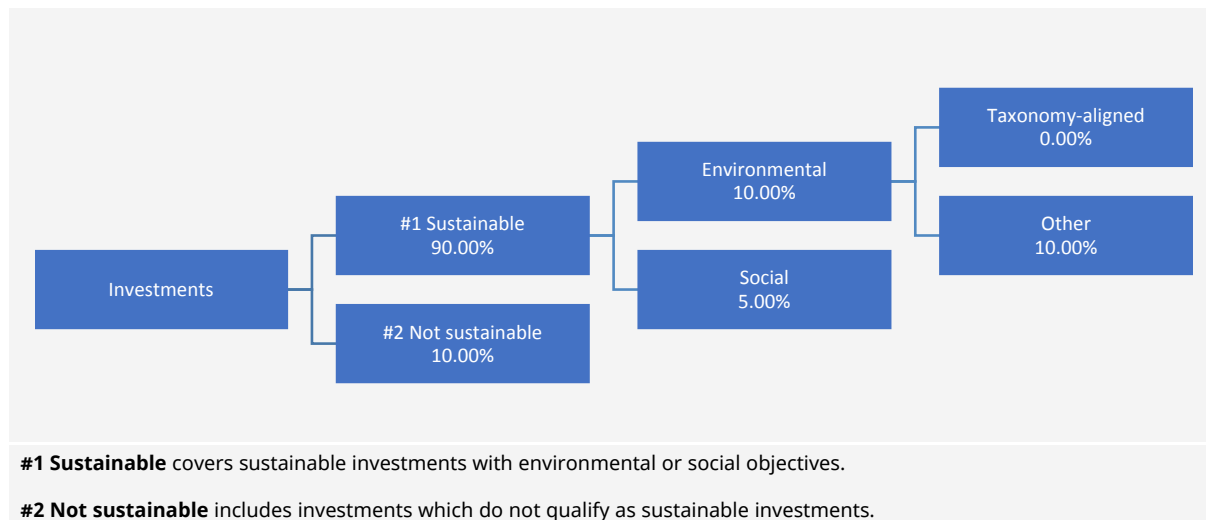 Investments
#1 Sustainable
90.00%
#2 Not sustainable
10.00%
Environmental
10.00%
Social
5.00%
Taxonomy-aligned
0.00%
Other
10.00%
#1 Sustainable covers sustainable investments with environmental or social objectives.
#2 Not sustainable includes investments which do not qualify as sustainable investments.